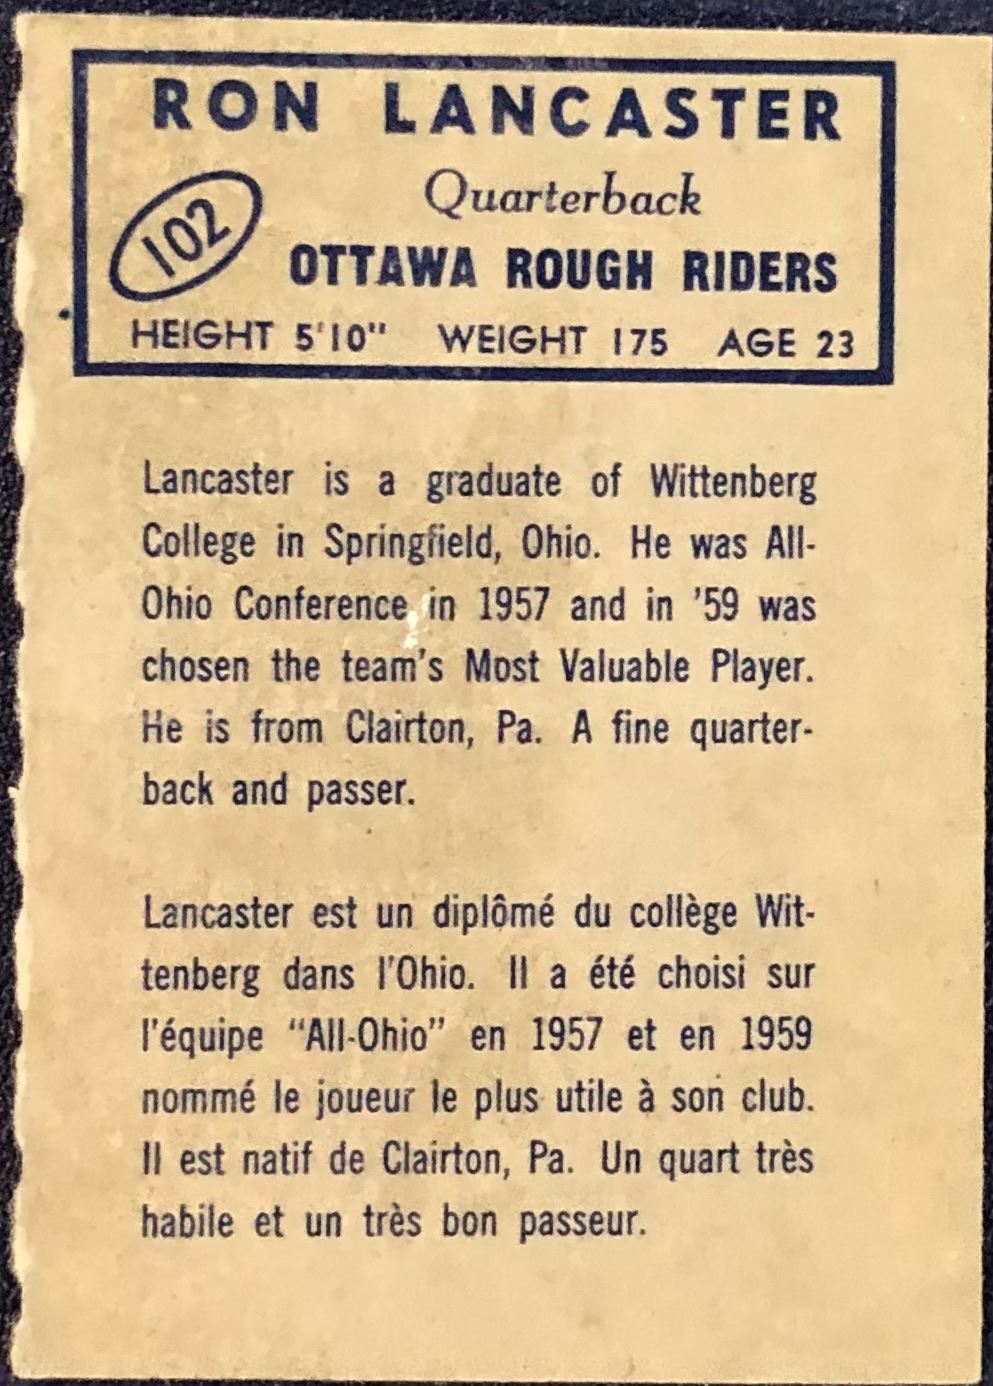 RON LANCASTER
Quarterback
102
OTTAWA ROUGH RIDERS
HEIGHT 5'10" WEIGHT 175 AGE 23
Lancaster is a graduate of Wittenberg
College in Springfield, Ohio. He was All-
Ohio Conference in 1957 and in '59 was
chosen the team's Most Valuable Player.
He is from Clairton, Pa. A fine quarter-
back and passer.
Lancaster est un diplômé du collège Wit-
tenberg dans l'Ohio. Il a été choisi sur
l'équipe "All-Ohio" en 1957 et en 1959
nommé le joueur le plus utile à son club.
Il est natif de Clairton, Pa. Un quart très
habile et un très bon passeur.